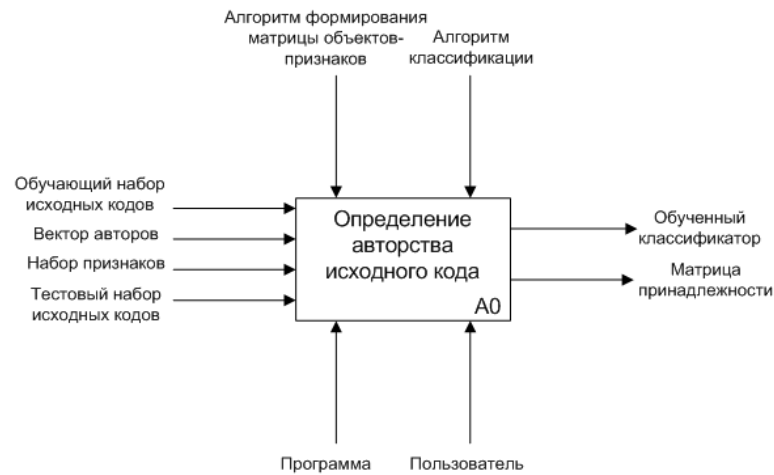 Алгоритм формирования
матрицы объектов-
признаков
Алгоритм
классификации
Обучающий набор
исходных кодов
Вектор авторов
Набор признаков
Тестовый набор
исходных кодов
Определение
авторства
исходного кода
A0
Обученный
классификатор
Матрица
принадлежности
Программа
Пользователь